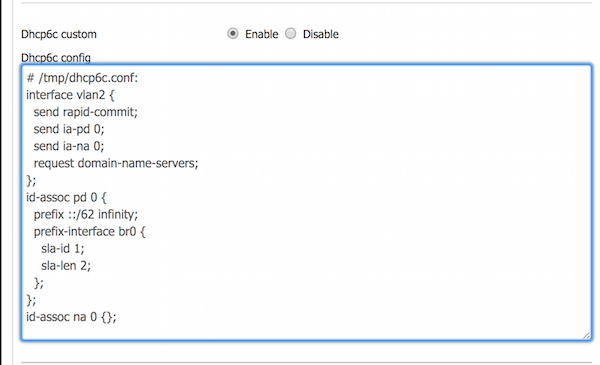 Dhcp6c custom Enable Disable
Dhcp6c config
# /tmp/dhcp6c.conf:
interface vlan2 {
send rapid-commit;
send ia-pd 0;
send ia-na 0;
request domain-name-servers;
};
id-assoc pd 0 {
prefix ::/62 infinity;
prefix-interface br0 {
sla-id 1;
sla-len 2;
};
};
id-assoc na 0 {};